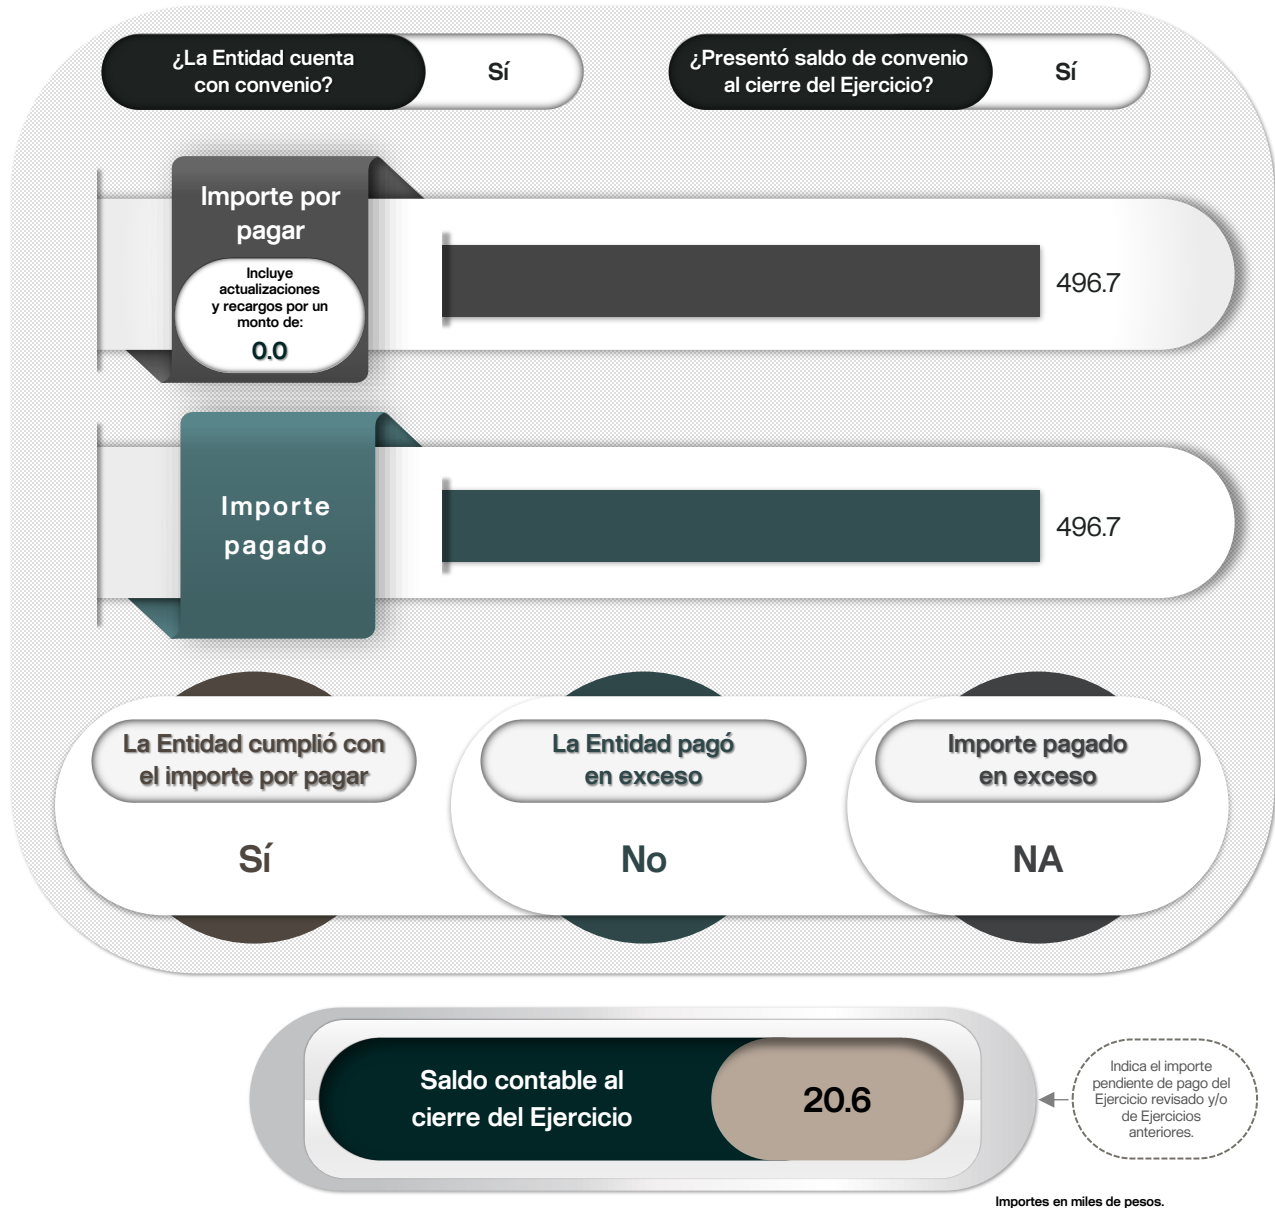 ¿La Entidad cuenta
con convenio?
Sí
¿Presentó saldo de convenio
al cierre del Ejercicio?
Sí
Importe por
pagar
Incluye
actualizaciones
y recargos por un
monto de:
0.0
496.7
Importe
pagado
496.7
La Entidad cumplió con
el importe por pagar
Sí
La Entidad pagó
en exceso
No
Importe pagado
en exceso
NA
Saldo contable al
cierre del Ejercicio
20.6
Indica el importe
pendiente de pago del
Ejercicio revisado y/o
de Ejercicios
anteriores.
Importes en miles de pesos.